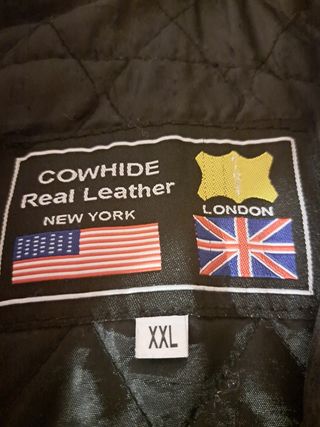 COWHIDE
Real Leather
NEW YORK
LONDON
XXL